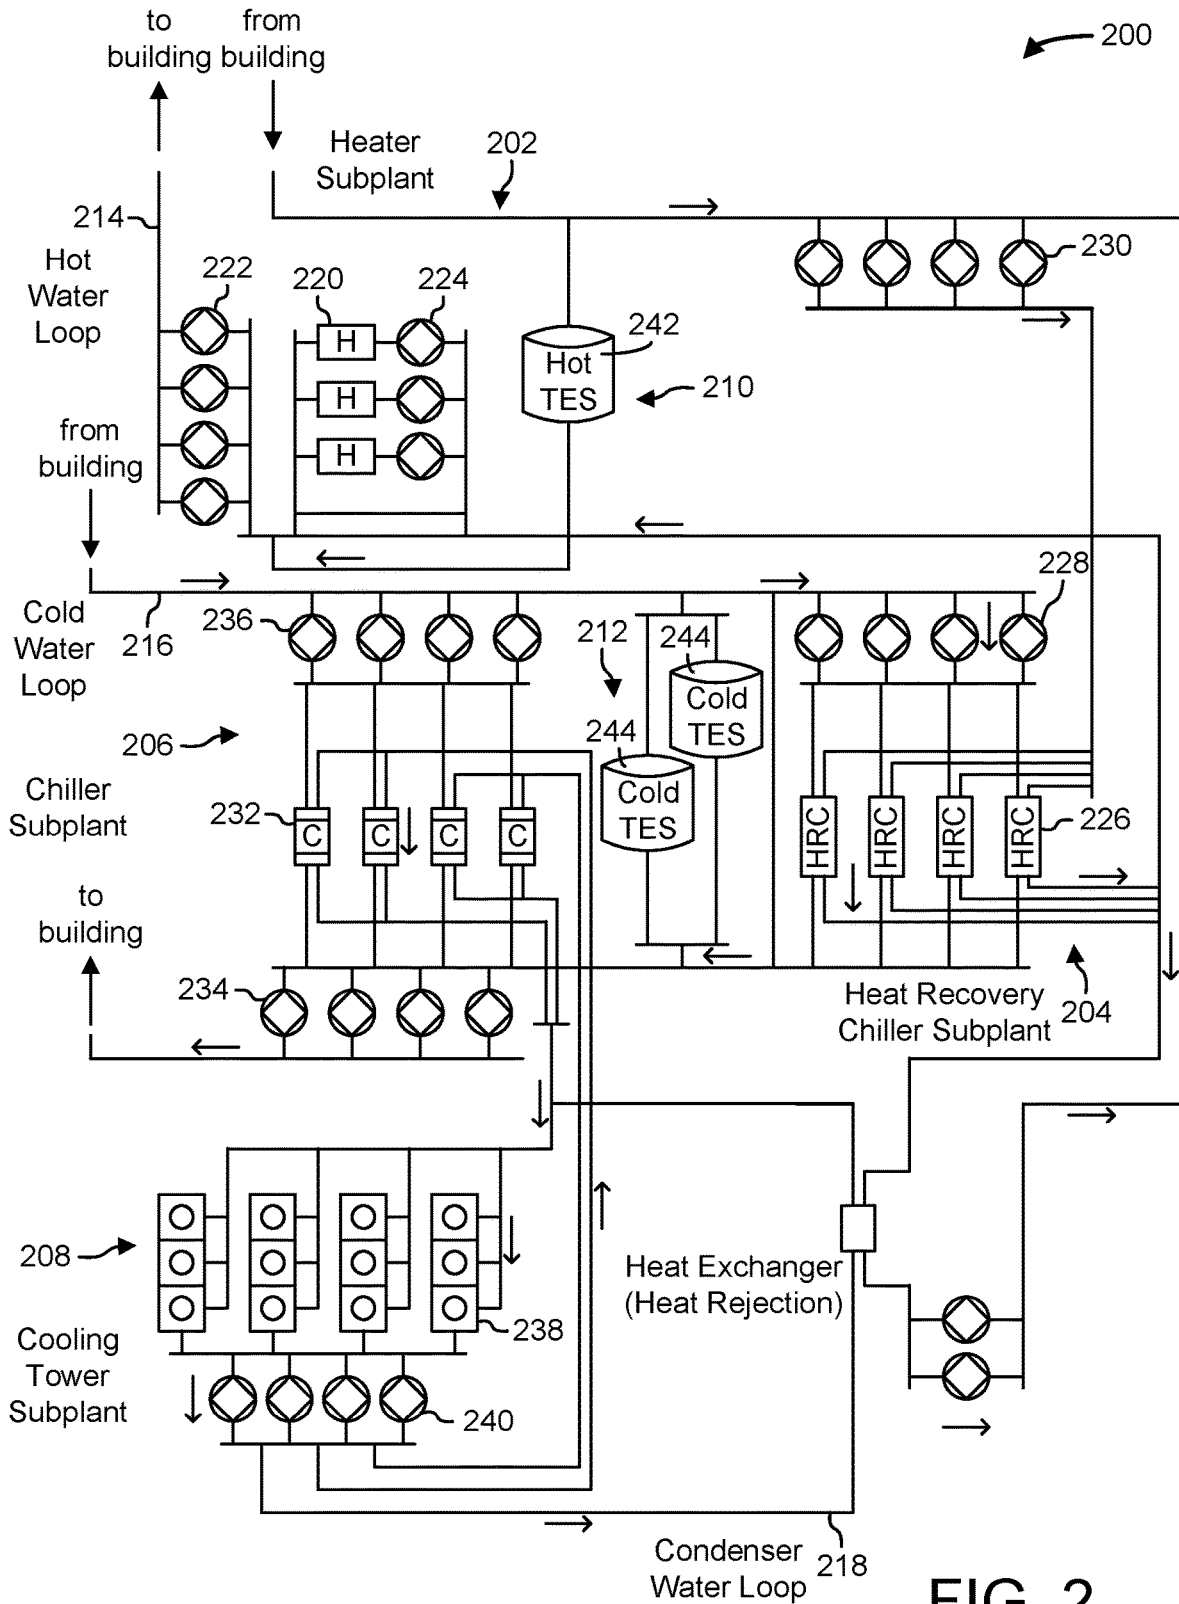 to
building
from
building
200
Heater
Subplant
202
214
Hot
Water
Loop
222
220
224
230
H
H
H
Hot
TES
242
210
from
building
228
Cold
Water
Loop
216
236
212
244
Cold
TES
244
Cold
TES
206
Chiller
Subplant
232
C
C
C
C
HRC
HRC
HRC
HRC
226
to
building
234
Heat Recovery
Chiller Subplant
204
208
Heat Exchanger
(Heat Rejection)
238
Cooling
Tower
Subplant
240
Condenser
Water Loop
218
FIG. 2